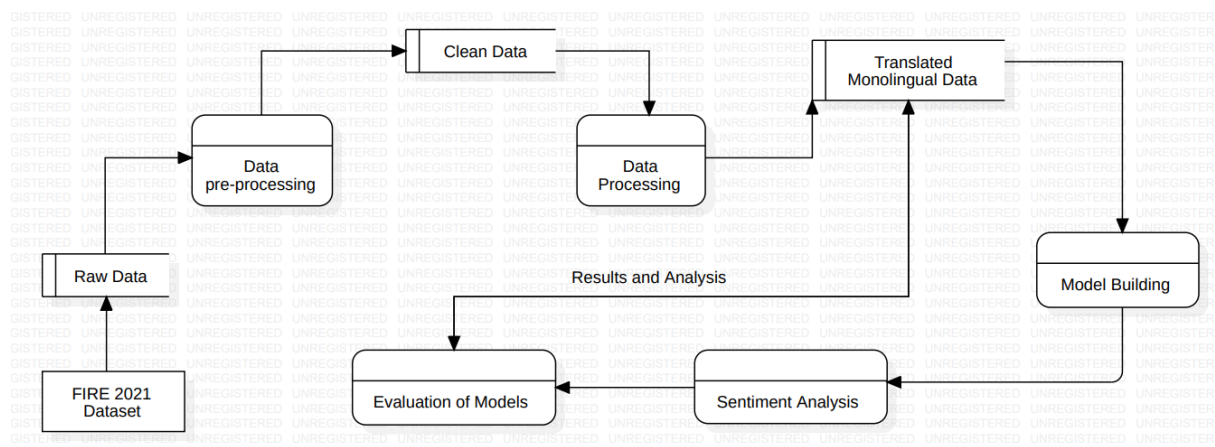 Clean Data
Translated
Monolingual Data
Data
pre-processing
Data
Processing
Raw Data
Results and Analysis
Model Building
FIRE 2021
Dataset
Evaluation of Models
Sentiment Analysis
UNREGISTERED